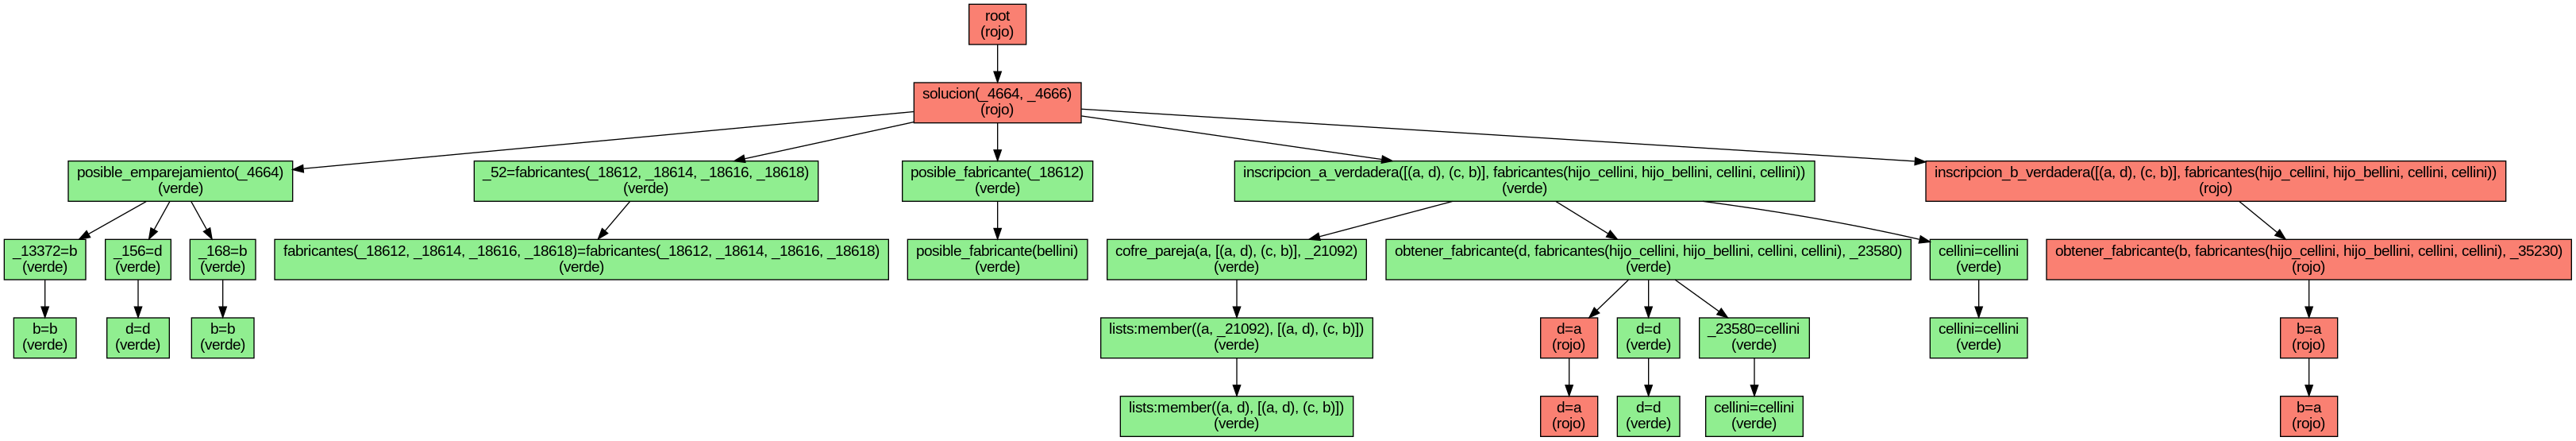 root
(rojo)
solucion(_4664, _4666)
(rojo)
posible_emparejamiento(_4664)
(verde)
_52=fabricantes(_18612, _18614, _18616, _18618)
(verde)
posible_fabricante(_18612)
(verde)
inscripcion_a_verdadera([(a, d), (c, b)], fabricantes(hijo_cellini, hijo_bellini, cellini, cellini))
(verde)
inscripcion_b_verdadera([(a, d), (c, b)], fabricantes(hijo_cellini, hijo_bellini, cellini, cellini))
(rojo)
_13372=b
(verde)
_156=d
(verde)
_168=b
(verde)
fabricantes(_18612, _18614, _18616, _18618)=fabricantes(_18612, _18614, _18616, _18618)
(verde)
posible_fabricante(bellini)
(verde)
cofre_pareja(a, [(a, d), (c, b)], _21092)
(verde)
obtener_fabricante(d, fabricantes(hijo_cellini, hijo_bellini, cellini, cellini), _23580)
(verde)
cellini=cellini
(verde)
obtener_fabricante(b, fabricantes(hijo_cellini, hijo_bellini, cellini, cellini), _35230)
(rojo)
b=b
(verde)
d=d
(verde)
b=b
(verde)
lists:member((a, _21092), [(a, d), (c, b)])
(verde)
d=a
(rojo)
d=d
(verde)
_23580=cellini
(verde)
cellini=cellini
(verde)
b=a
(rojo)
lists:member((a, d), [(a, d), (c, b)])
(verde)
d=a
(rojo)
d=d
(verde)
cellini=cellini
(verde)
b=a
(rojo)